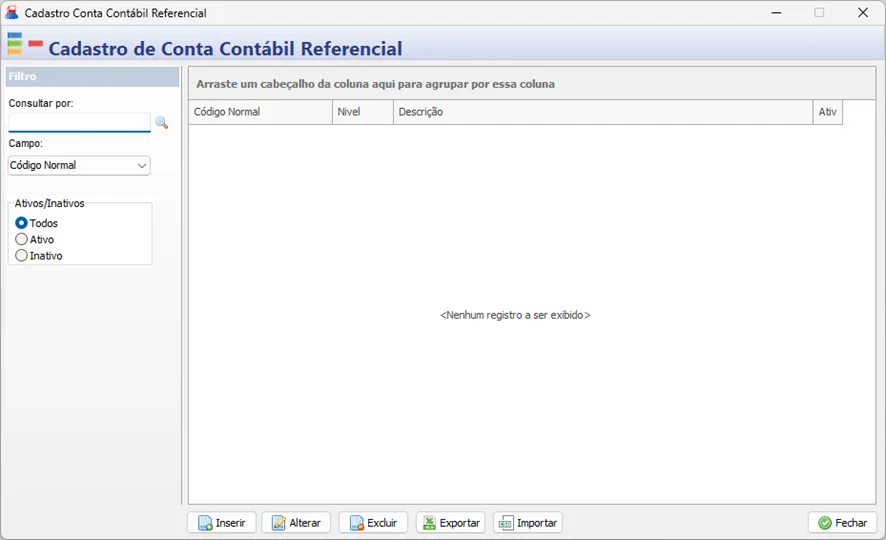 Cadastro Conta Contábil Referencial
Cadastro de Conta Contábil Referencial
Filtro
Consultar por:
Campo:
Código Normal
Ativos/Inativos
Todos
Ativo
Inativo
Arraste um cabeçalho da coluna aqui para agrupar por essa coluna
Código Normal Nivel Descrição Ativ
<Nenhum registro a ser exibido>
Inserir Alterar Excluir Exportar Importar Fechar